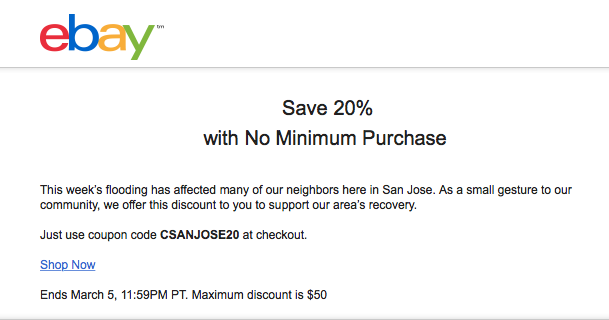 ebay™
Save 20%
with No Minimum Purchase
This week's flooding has affected many of our neighbors here in San Jose. As a small gesture to our
community, we offer this discount to you to support our area's recovery.
Just use coupon code CSANJOSE20 at checkout.
Shop Now
Ends March 5, 11:59PM PT. Maximum discount is $50